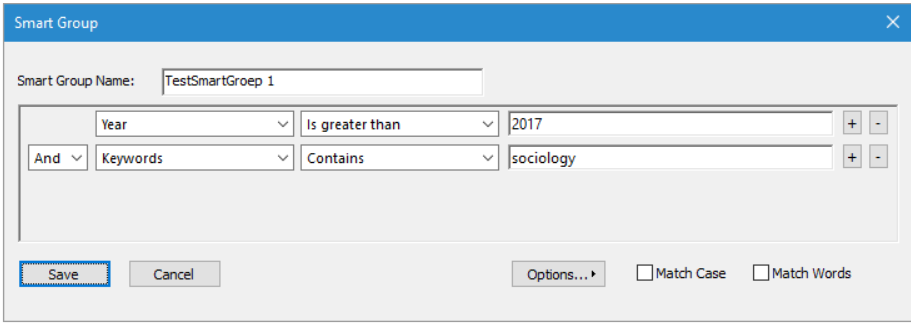 Smart Group
Smart Group Name: TestSmartGroep 1
Year Is greater than 2017 + -
And Keywords Contains sociology + -
Save Cancel Options... Match Case Match Words